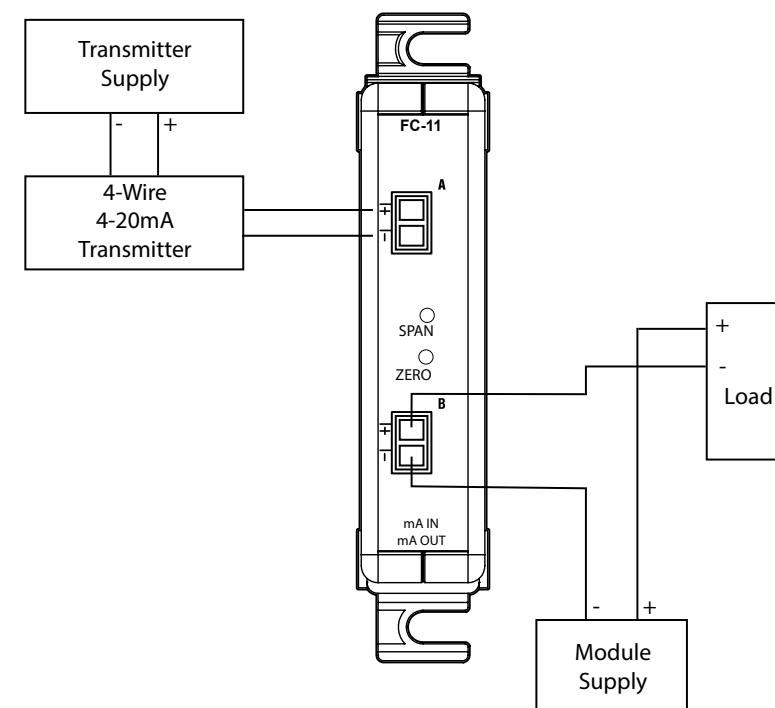 Transmitter
Supply
- +
4-Wire
4-20mA
Transmitter
FC-11
A
+
-
SPAN
ZERO
B
+
-
mA IN
mA OUT
+
-
Load
- +
Module
Supply